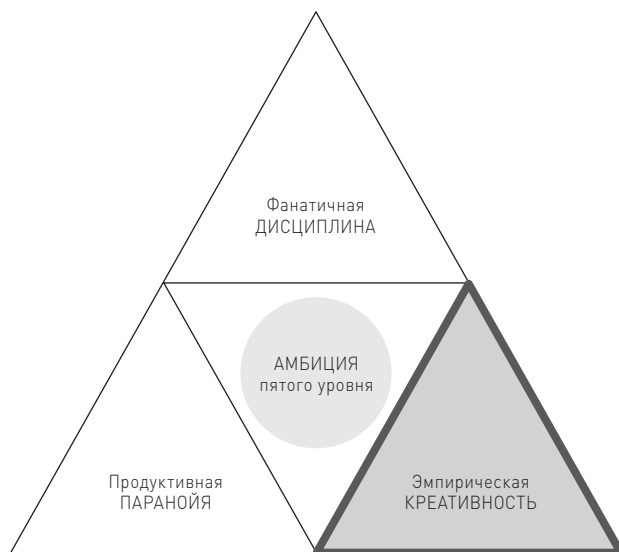 Фанатичная
ДИСЦИПЛИНА
АМБИЦИЯ
пятого уровня
Продуктивная
ПАРАНОЙЯ
Эмпирическая
КРЕАТИВНОСТЬ